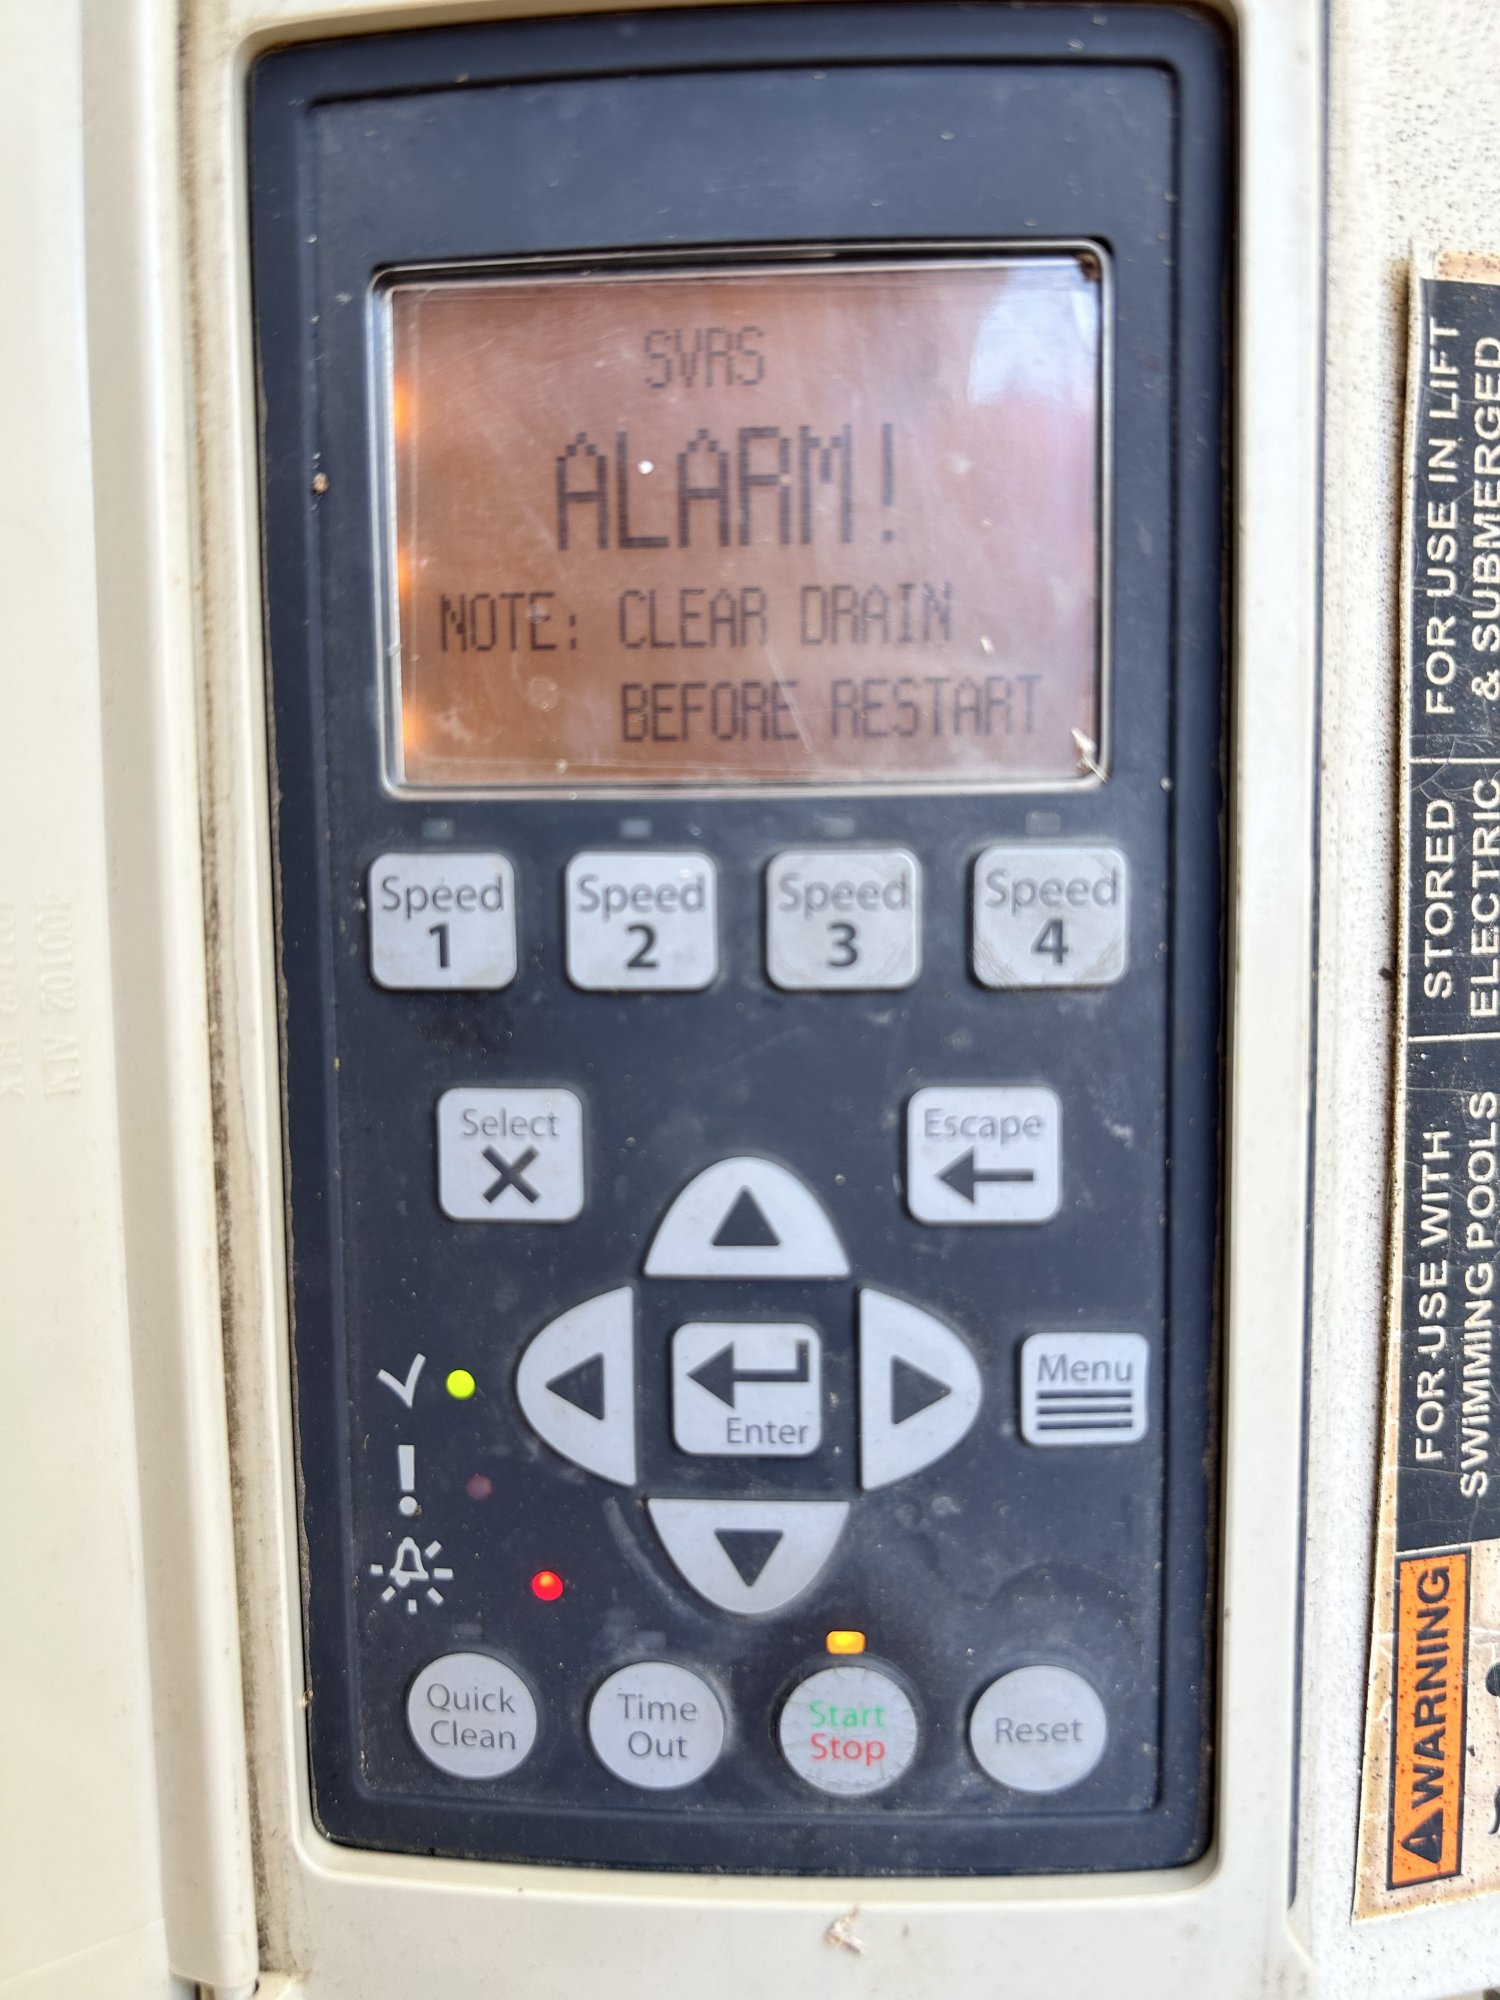 SVRS
ALARM!
NOTE: CLEAR DRAIN
BEFORE RESTART
Speed
1
Speed
2
Speed
3
Speed
4
Select
Escape
Enter
Menu
Quick
Clean
Time
Out
Start
Stop
Reset
WARNING
FOR USE WITH
SWIMMING POOLS
STORED
ELECTRIC
FOR USE IN LIFT
& SUBMERGED